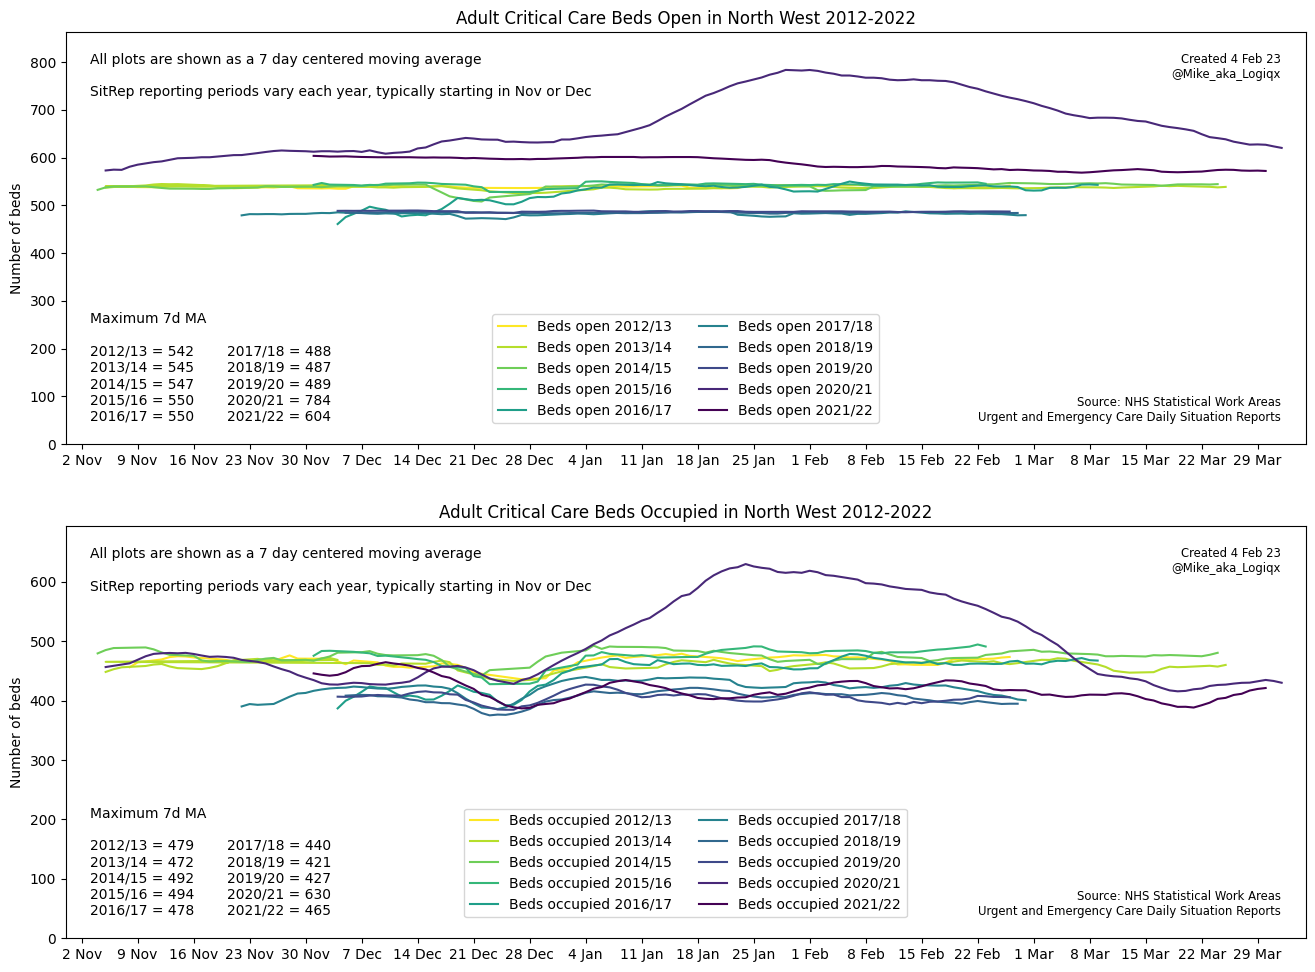 Adult Critical Care Beds Open in North West 2012-2022
All plots are shown as a 7 day centered moving average
SitRep reporting periods vary each year, typically starting in Nov or Dec
Created 4 Feb 23
@Mike_aka_Logiqx
Number of beds
800
700
600
500
400
300
200
100
0
Maximum 7d MA
2012/13 = 542 2017/18 = 488
2013/14 = 545 2018/19 = 487
2014/15 = 547 2019/20 = 489
2015/16 = 550 2020/21 = 784
2016/17 = 550 2021/22 = 604
Beds open 2012/13 Beds open 2017/18
Beds open 2013/14 Beds open 2018/19
Beds open 2014/15 Beds open 2019/20
Beds open 2015/16 Beds open 2020/21
Beds open 2016/17 Beds open 2021/22
Source: NHS Statistical Work Areas
Urgent and Emergency Care Daily Situation Reports
2 Nov 9 Nov 16 Nov 23 Nov 30 Nov 7 Dec 14 Dec 21 Dec 28 Dec 4 Jan 11 Jan 18 Jan 25 Jan 1 Feb 8 Feb 15 Feb 22 Feb 1 Mar 8 Mar 15 Mar 22 Mar 29 Mar
Adult Critical Care Beds Occupied in North West 2012-2022
All plots are shown as a 7 day centered moving average
SitRep reporting periods vary each year, typically starting in Nov or Dec
Created 4 Feb 23
@Mike_aka_Logiqx
Number of beds
600
500
400
300
200
100
0
Maximum 7d MA
2012/13 = 479 2017/18 = 440
2013/14 = 472 2018/19 = 421
2014/15 = 492 2019/20 = 427
2015/16 = 494 2020/21 = 630
2016/17 = 478 2021/22 = 465
Beds occupied 2012/13 Beds occupied 2017/18
Beds occupied 2013/14 Beds occupied 2018/19
Beds occupied 2014/15 Beds occupied 2019/20
Beds occupied 2015/16 Beds occupied 2020/21
Beds occupied 2016/17 Beds occupied 2021/22
Source: NHS Statistical Work Areas
Urgent and Emergency Care Daily Situation Reports
2 Nov 9 Nov 16 Nov 23 Nov 30 Nov 7 Dec 14 Dec 21 Dec 28 Dec 4 Jan 11 Jan 18 Jan 25 Jan 1 Feb 8 Feb 15 Feb 22 Feb 1 Mar 8 Mar 15 Mar 22 Mar 29 Mar